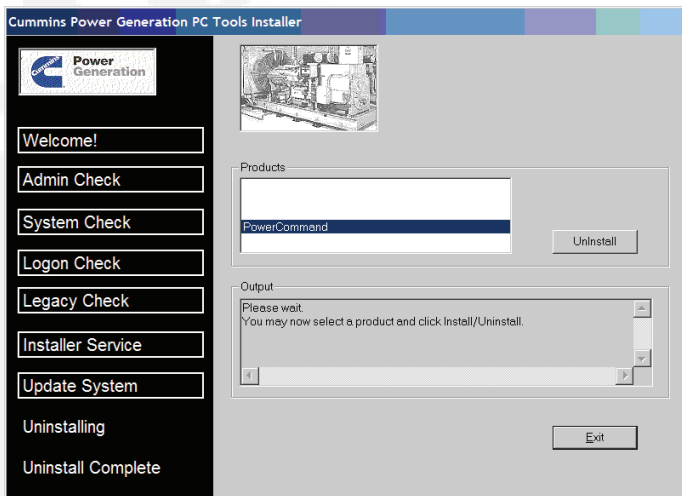 Cummins Power Generation PC Tools Installer
Cummins
Power
Generation
Welcome!
Admin Check
System Check
Logon Check
Legacy Check
Installer Service
Update System
Uninstalling
Uninstall Complete
Products
PowerCommand
UnInstall
Output
Please wait.
You may now select a product and click Install/Uninstall.
Exit